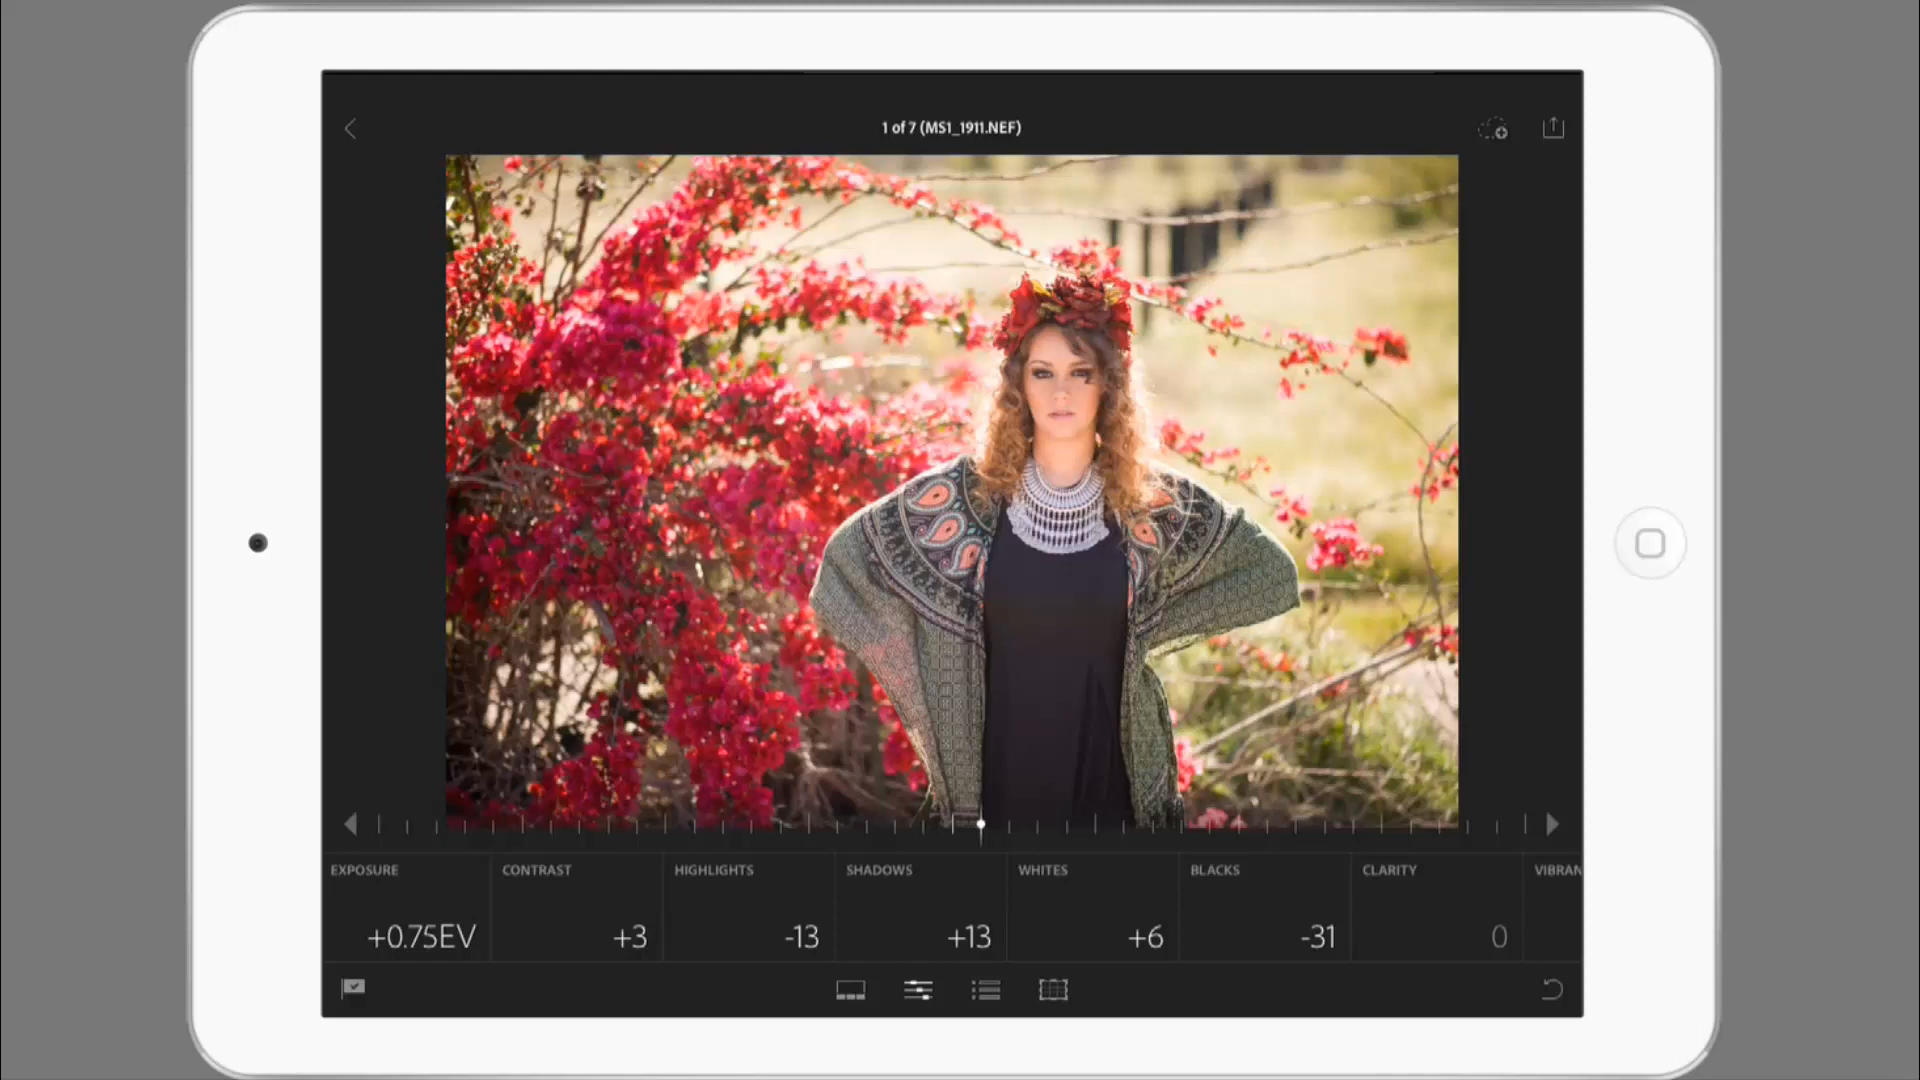 1 of 7 (MS1_1911.NEF)
EXPOSURE CONTRAST HIGHLIGHTS SHADOWS WHITES BLACKS CLARITY VIBRAN
+0.75EV +3 -13 +13 +6 -31 0